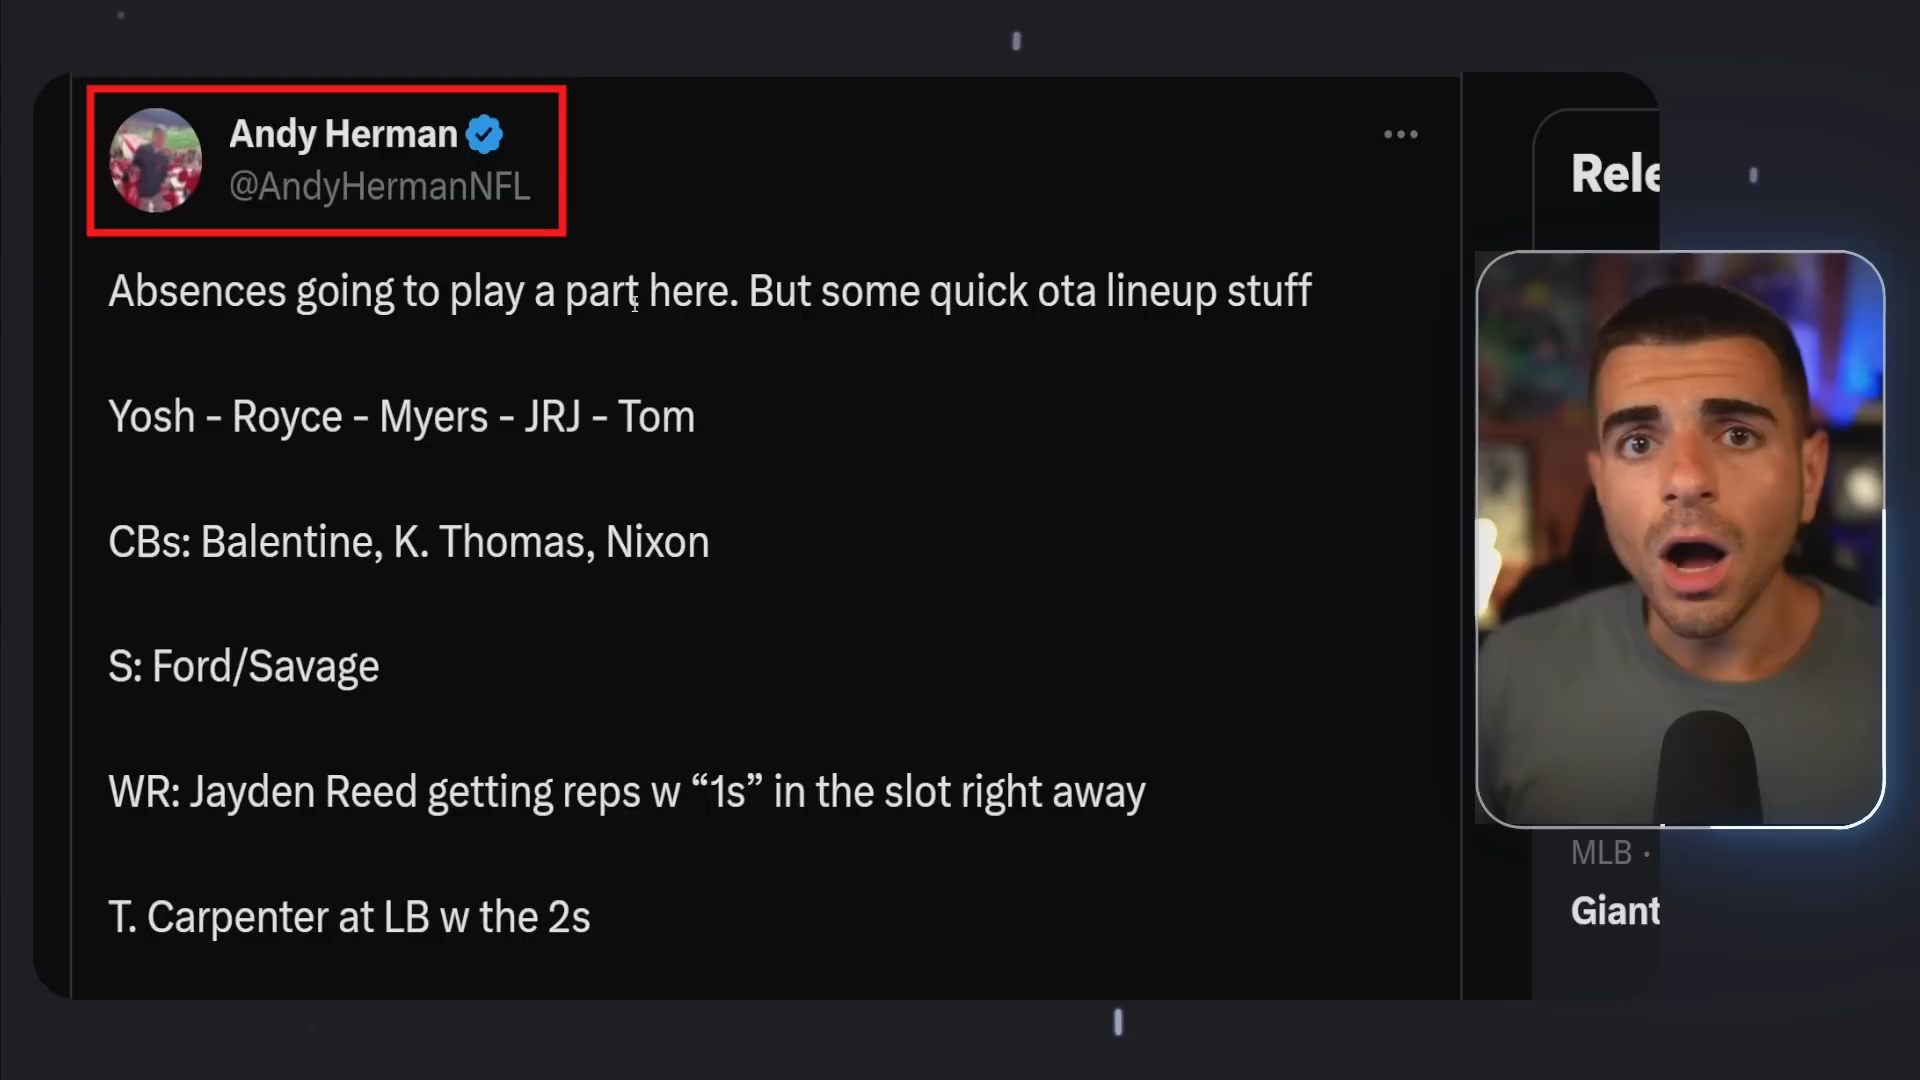 Andy Herman
@AndyHermanNFL
Absences going to play a part here. But some quick ota lineup stuff
Yosh - Royce - Myers - JRJ - Tom
CBs: Balentine, K. Thomas, Nixon
S: Ford/Savage
WR: Jayden Reed getting reps w “1s” in the slot right away
T. Carpenter at LB w the 2s
Rele
MLB ·
Giant